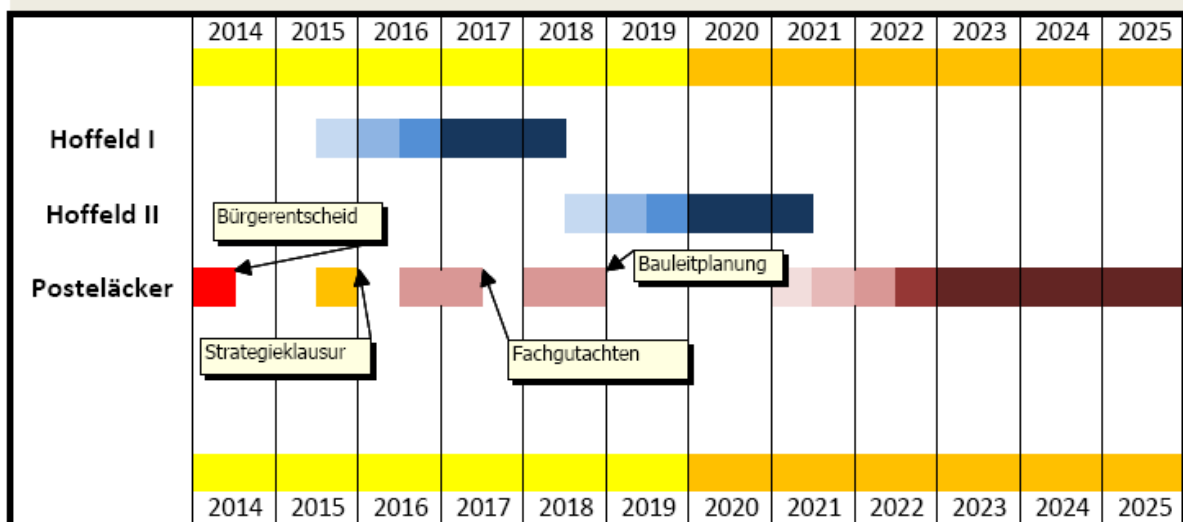 2014 2015 2016 2017 2018 2019 2020 2021 2022 2023 2024 2025
Hoffeld I
Hoffeld II
Bürgerentscheid
Bauleitplanung
Posteläcker
Strategieklausur
Fachgutachten
2014 2015 2016 2017 2018 2019 2020 2021 2022 2023 2024 2025